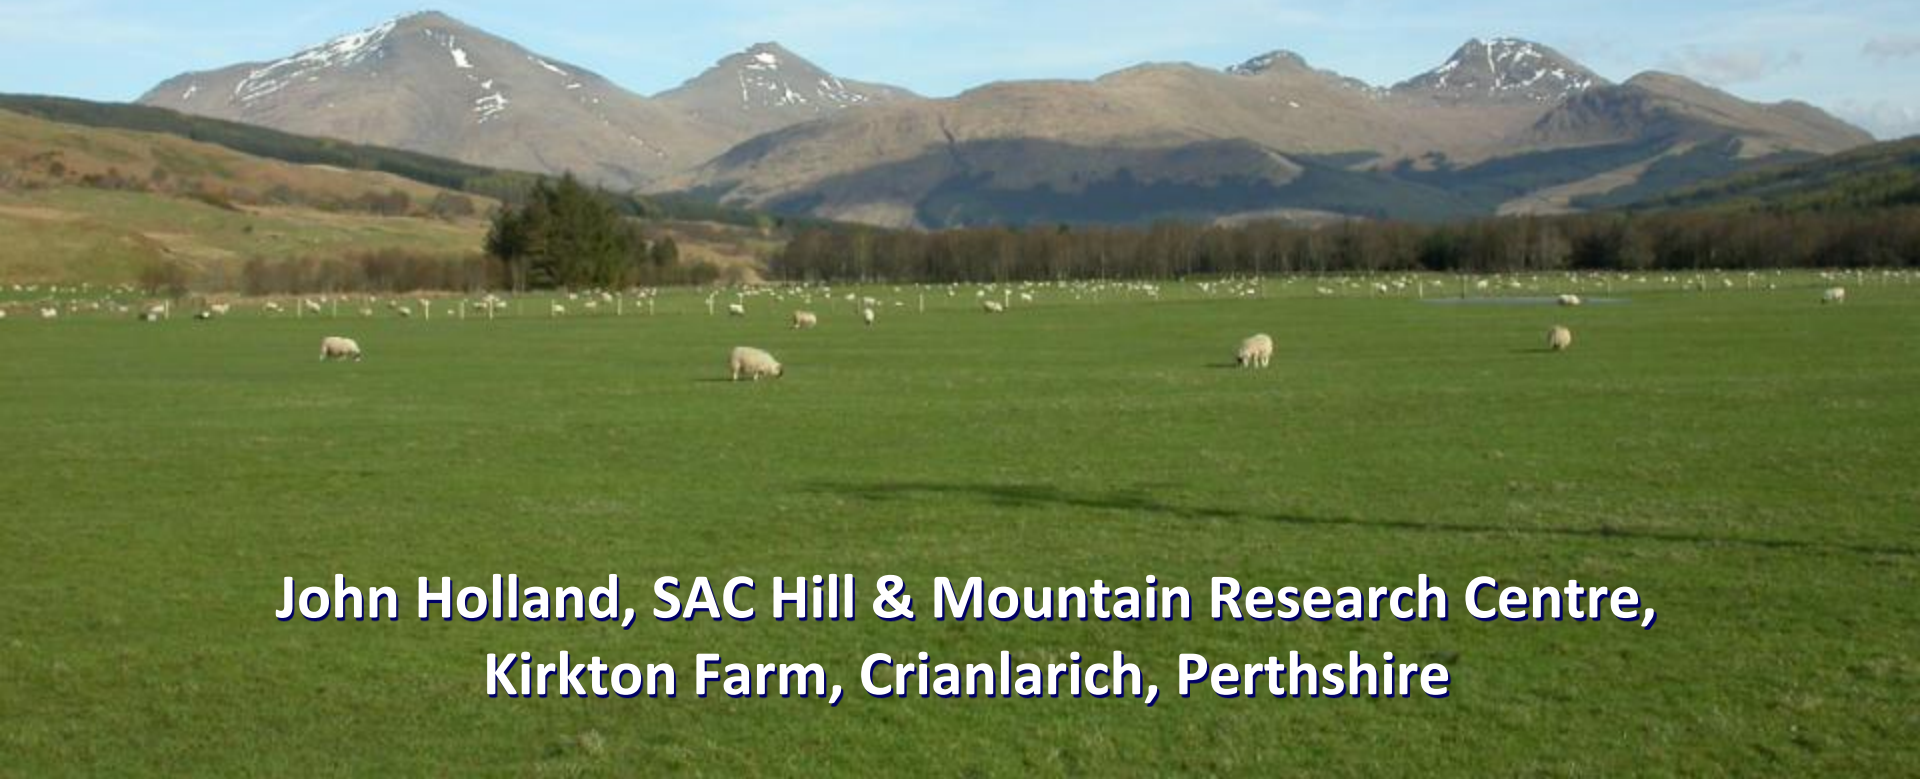 John Holland, SAC Hill & Mountain Research Centre,
Kirkton Farm, Crianlarich, Perthshire